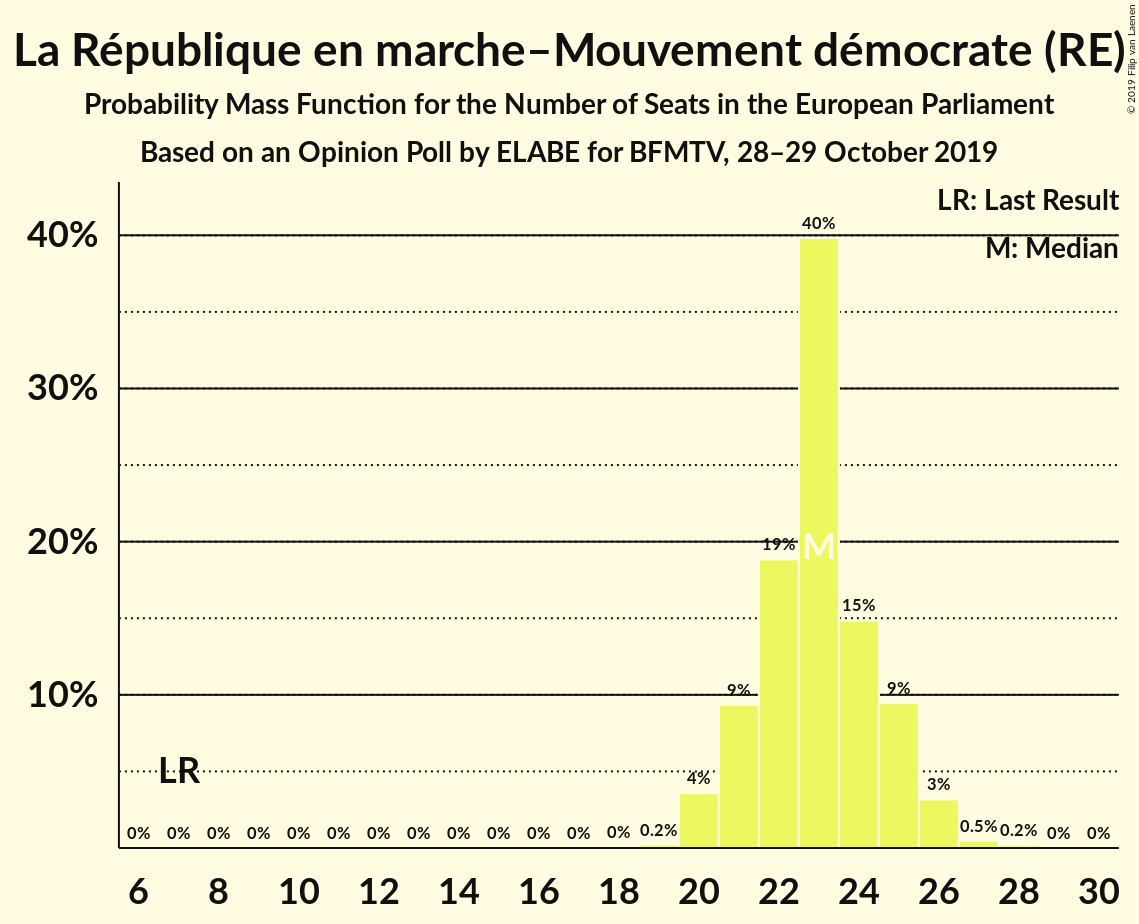 La République en marche–Mouvement démocrate (RE)
© 2019 Filip van Laenen
Probability Mass Function for the Number of Seats in the European Parliament
Based on an Opinion Poll by ELABE for BFMTV, 28–29 October 2019
LR: Last Result
M: Median
40%
30%
20%
10%
40%
19%
M
15%
9%
9%
LR
4%
3%
0% 0% 0% 0% 0% 0% 0% 0% 0% 0% 0% 0% 0% 0.2% 0.5% 0.2% 0% 0%
6 8 10 12 14 16 18 20 22 24 26 28 30